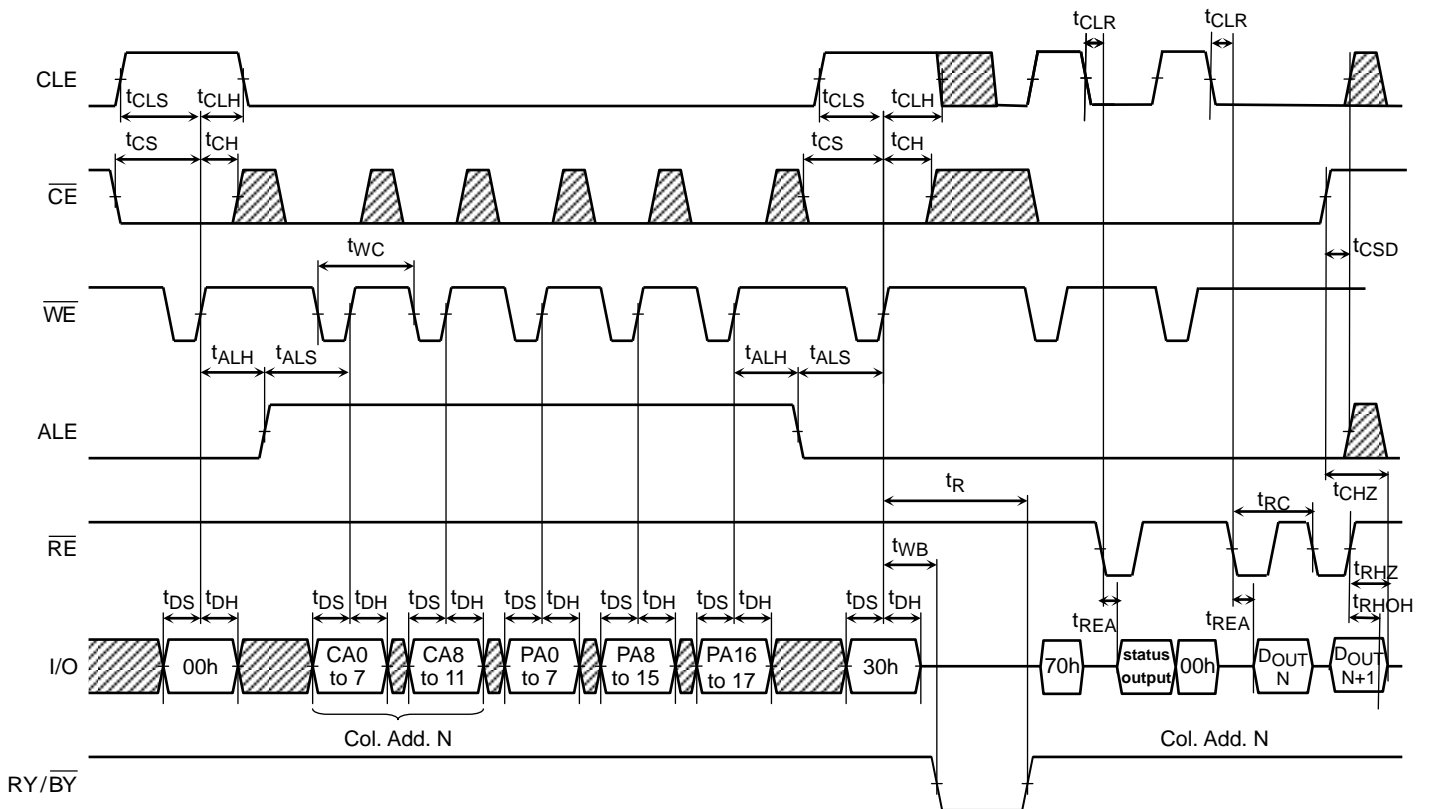 tCLR tCLR
CLE
tCLS tCLH tCLS tCLH
tCS tCH tCS tCH
CE
tWC tCSD
WE
tALH tALS tALH tALS
ALE
tR tCHZ
tRC
RE
tWB
tRHZ
tDS tDH tDS tDH tDS tDH tDS tDH tDS tDH tDS tDH tDS tDH tRHOH
tREA tREA
I/O 00h CA0 to 7 CA8 to 11 PA0 to 7 PA8 to 15 PA16 to 17 30h 70h status output 00h DOUT N DOUT N+1
Col. Add. N Col. Add. N
RY/BY